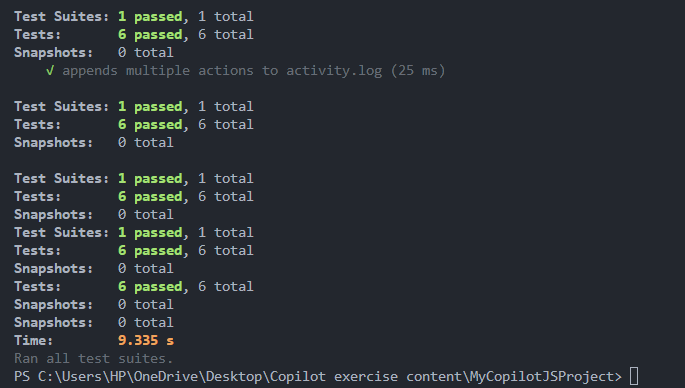 Test Suites: 1 passed, 1 total
Tests:       6 passed, 6 total
Snapshots:   0 total
    √ appends multiple actions to activity.log (25 ms)

Test Suites: 1 passed, 1 total
Tests:       6 passed, 6 total
Snapshots:   0 total

Test Suites: 1 passed, 1 total
Tests:       6 passed, 6 total
Snapshots:   0 total
Test Suites: 1 passed, 1 total
Tests:       6 passed, 6 total
Snapshots:   0 total
Tests:       6 passed, 6 total
Snapshots:   0 total
Snapshots:   0 total
Time:        9.335 s
Ran all test suites.
PS C:\Users\HP\OneDrive\Desktop\Copilot exercise content\MyCopilotJSProject>